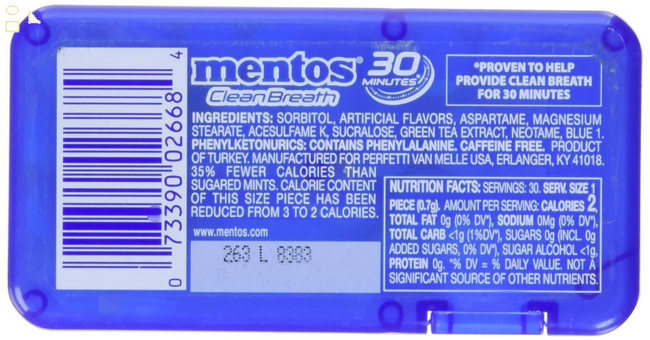 mentos® 30 MINUTES*
CleanBreath
*PROVEN TO HELP
PROVIDE CLEAN BREATH
FOR 30 MINUTES
INGREDIENTS: SORBITOL, ARTIFICIAL FLAVORS, ASPARTAME, MAGNESIUM
STEARATE, ACESULFAME K, SUCRALOSE, GREEN TEA EXTRACT, NEOTAME, BLUE 1.
PHENYLKETONURICS: CONTAINS PHENYLALANINE. CAFFEINE FREE. PRODUCT
OF TURKEY. MANUFACTURED FOR PERFETTI VAN MELLE USA, ERLANGER, KY 41018.
35% FEWER CALORIES THAN
SUGARED MINTS. CALORIE CONTENT
OF THIS SIZE PIECE HAS BEEN
REDUCED FROM 3 TO 2 CALORIES.
www.mentos.com
263 L 8383
NUTRITION FACTS: SERVINGS: 30. SERV. SIZE 1
PIECE (0.7g). AMOUNT PER SERVING: CALORIES 2,
TOTAL FAT 0g (0% DV*), SODIUM 0Mg (0% DV*),
TOTAL CARB <1g (1%DV*), SUGARS 0g (INCL. 0g
ADDED SUGARS, 0% DV*), SUGAR ALCOHOL <1g,
PROTEIN 0g. *% DV = % DAILY VALUE. NOT A
SIGNIFICANT SOURCE OF OTHER NUTRIENTS.
0 73390 02668 4